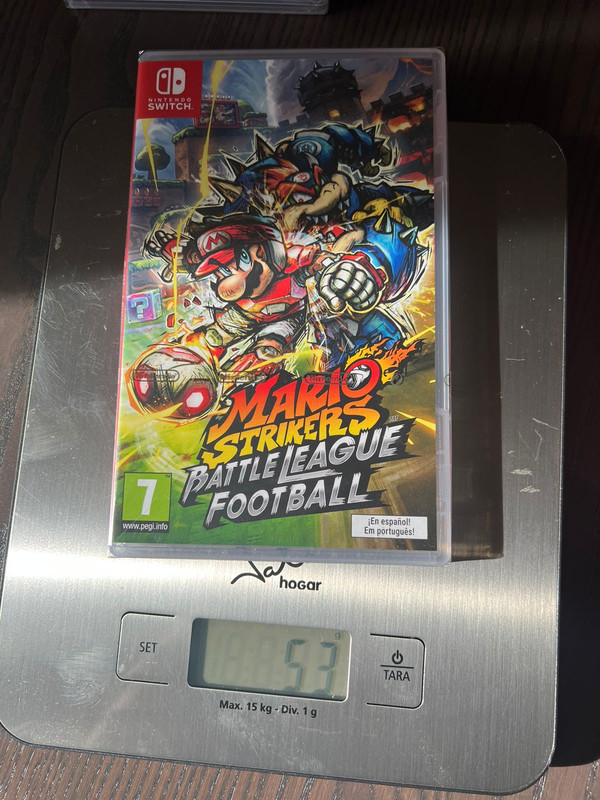 NINTENDO
SWITCH
M
?
MARIO
STRIKERS
BATTLE LEAGUE
FOOTBALL
7
www.pegi.info
¡En español!
Em português!
hogar
SET
53
g
TARA
Max. 15 kg - Div. 1 g